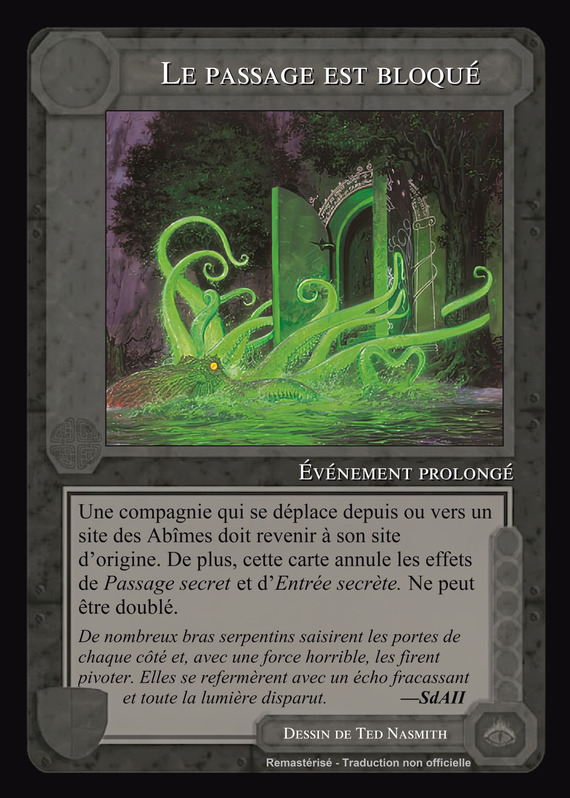 Le passage est bloqué
Événement prolongé
Une compagnie qui se déplace depuis ou vers un
site des Abîmes doit revenir à son site
d'origine. De plus, cette carte annule les effets
de Passage secret et d'Entrée secrète. Ne peut
être doublé.
De nombreux bras serpentins saisirent les portes de
chaque côté et, avec une force horrible, les firent
pivoter. Elles se refermèrent avec un écho fracassant
et toute la lumière disparut. —SdAII
Dessin de Ted Nasmith
Remastérisé - Traduction non officielle